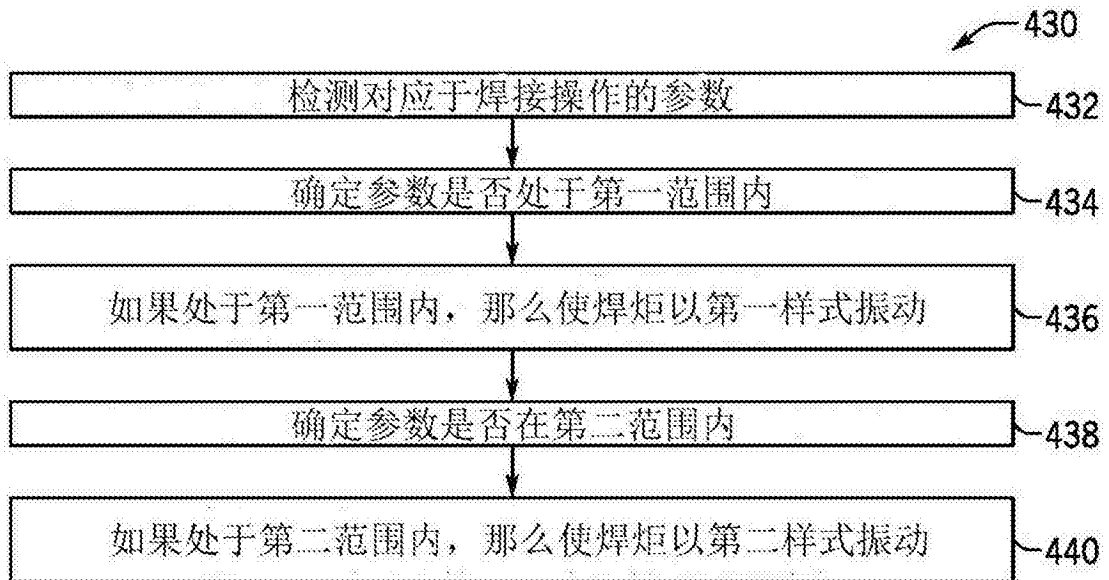 430
检测对应于焊接操作的参数
432
确定参数是否处于第一范围内
434
如果处于第一范围内，那么使焊炬以第一样式振动
436
确定参数是否在第二范围内
438
如果处于第二范围内，那么使焊炬以第二样式振动
440